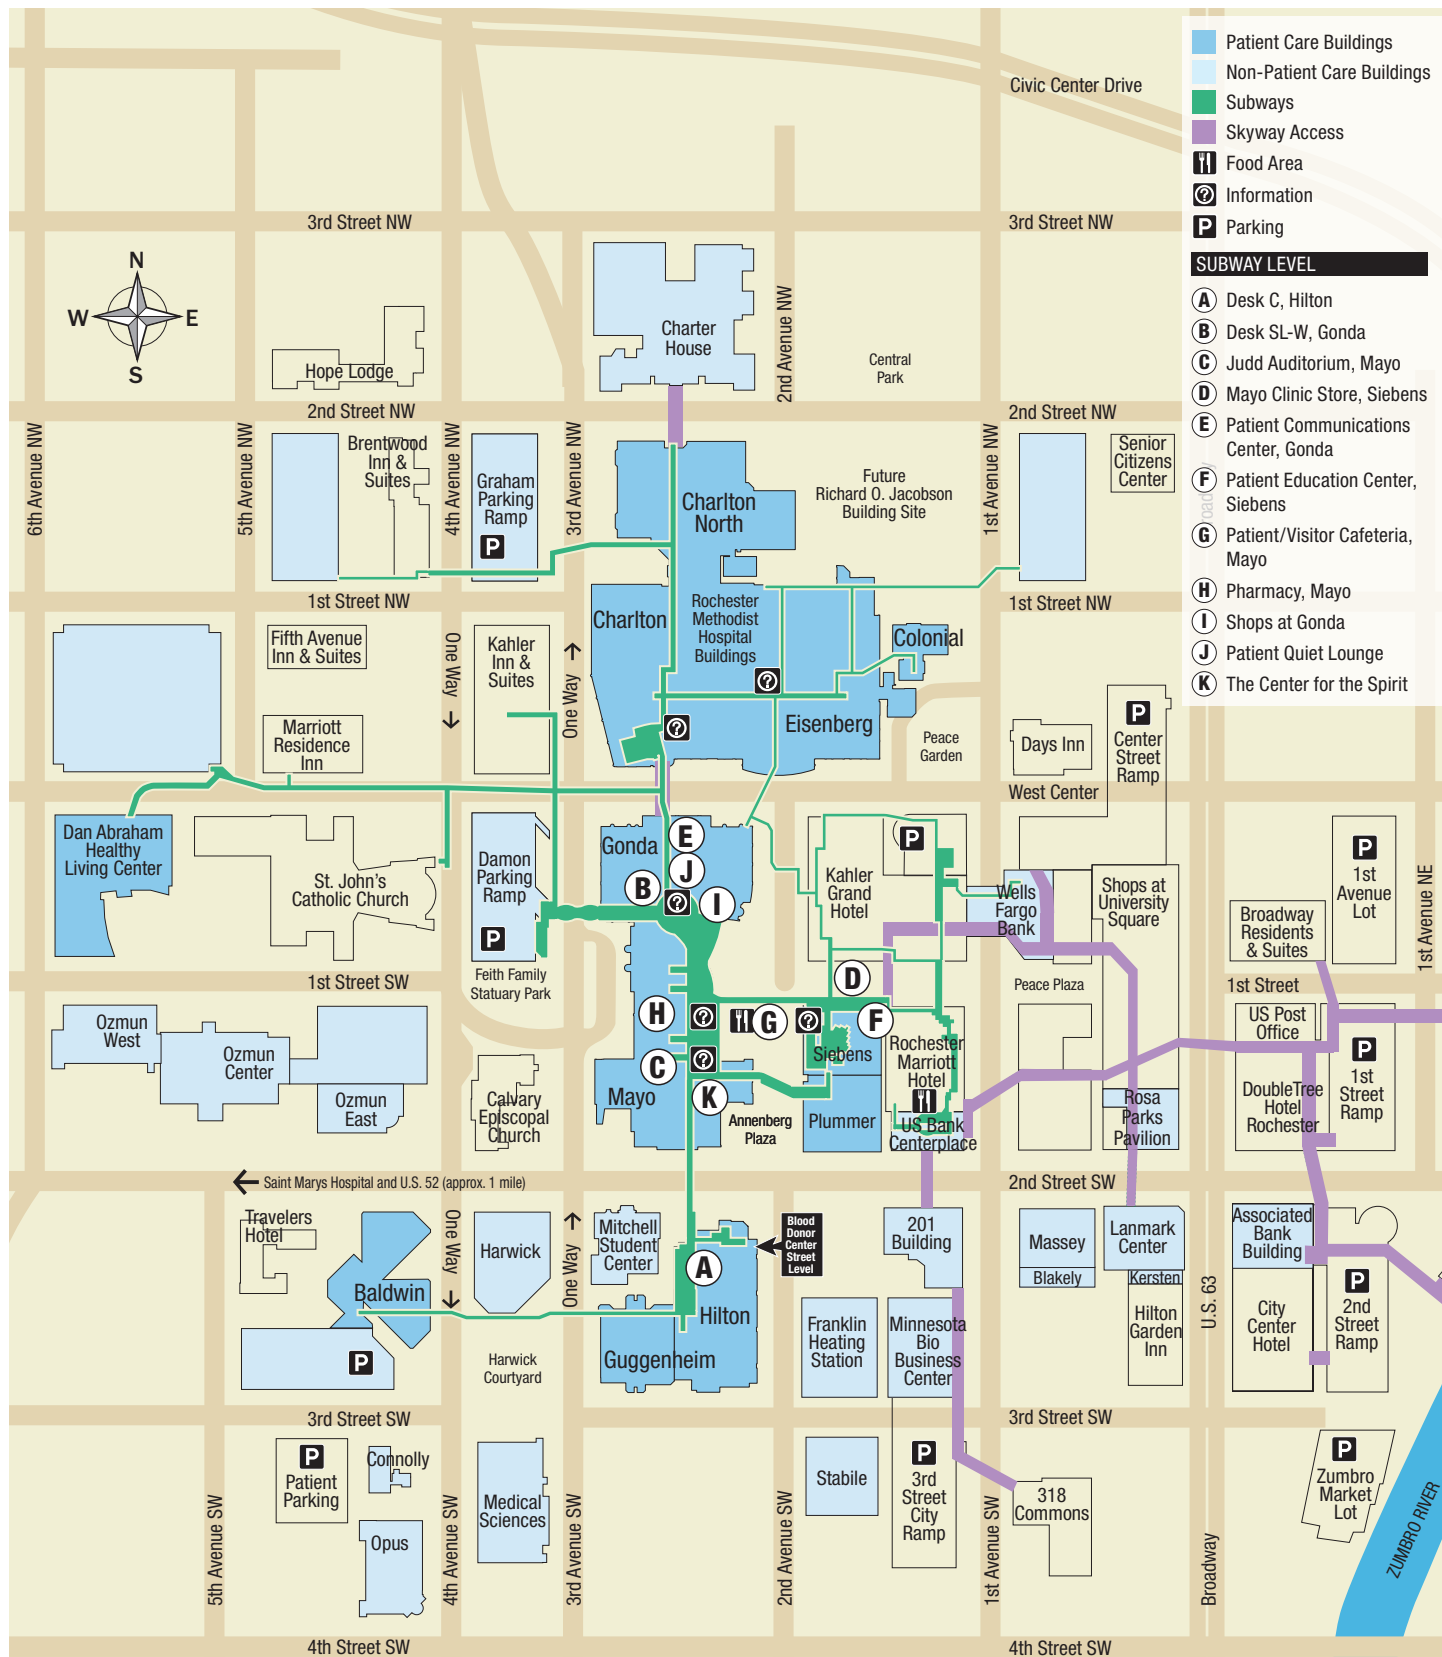 Patient Care Buildings
Non-Patient Care Buildings
Subways
Skyway Access
Food Area
Information
P Parking
SUBWAY LEVEL
A Desk C, Hilton
B Desk SL-W, Gonda
C Judd Auditorium, Mayo
D Mayo Clinic Store, Siebens
E Patient Communications
Center, Gonda
F Patient Education Center,
Siebens
G Patient/Visitor Cafeteria,
Mayo
H Pharmacy, Mayo
I Shops at Gonda
J Patient Quiet Lounge
K The Center for the Spirit
Civic Center Drive
3rd Street NW
3rd Street NW
N
W
E
S
Charter
House
2nd Avenue NW
Central
Park
Hope Lodge
2nd Street NW
2nd Street NW
6th Avenue NW
5th Avenue NW
Brentwood
Inn &
Suites
4th Avenue NW
Graham
Parking
Ramp
P
3rd Avenue NW
Charlton
North
Future
Richard O. Jacobson
Building Site
1st Avenue NW
Senior
Citizens
Center
1st Street NW
1st Street NW
Fifth Avenue
Inn & Suites
One Way
Kahler
Inn &
Suites
One Way
Charlton
Rochester
Methodist
Hospital
Buildings
?
Colonial
Marriott
Residence
Inn
?
Eisenberg
Peace
Garden
Days Inn
P
Center
Street
Ramp
West Center
Dan Abraham
Healthy
Living Center
St. John's
Catholic Church
Damon
Parking
Ramp
P
Gonda
E
J
B
?
I
Kahler
Grand
Hotel
P
Wells
Fargo
Bank
Shops at
University
Square
P
1st
Avenue
Lot
Broadway
Residents
& Suites
1st Avenue NE
1st Street SW
Feith Family
Statuary Park
D
Peace Plaza
1st Street
Ozmun
West
Ozmun
Center
Ozmun
East
H
?
G
?
F
C
?
Siebens
Rochester
Marriott
Hotel
US Post
Office
P
1st
Street
Ramp
DoubleTree
Hotel
Rochester
Calvary
Episcopal
Church
Mayo
K
Annenberg
Plaza
Plummer
US Bank
Centerplace
Rosa
Parks
Pavilion
Saint Marys Hospital and U.S. 52 (approx. 1 mile)
2nd Street SW
Travelers
Hotel
One Way
Harwick
One Way
Mitchell
Student
Center
Blood
Donor
Center
Street
Level
201
Building
Massey
Blakely
Lanmark
Center
Kersten
Associated
Bank
Building
Baldwin
A
Hilton
Franklin
Heating
Station
Minnesota
Bio
Business
Center
Hilton
Garden
Inn
U.S. 63
City
Center
Hotel
P
2nd
Street
Ramp
P
Harwick
Courtyard
Guggenheim
3rd Street SW
3rd Street SW
P
Patient
Parking
Connolly
Medical
Sciences
Stabile
P
3rd
Street
City
Ramp
318
Commons
P
Zumbro
Market
Lot
Opus
5th Avenue SW
4th Avenue SW
3rd Avenue SW
2nd Avenue SW
1st Avenue SW
Broadway
ZUMBRO RIVER
4th Street SW
4th Street SW